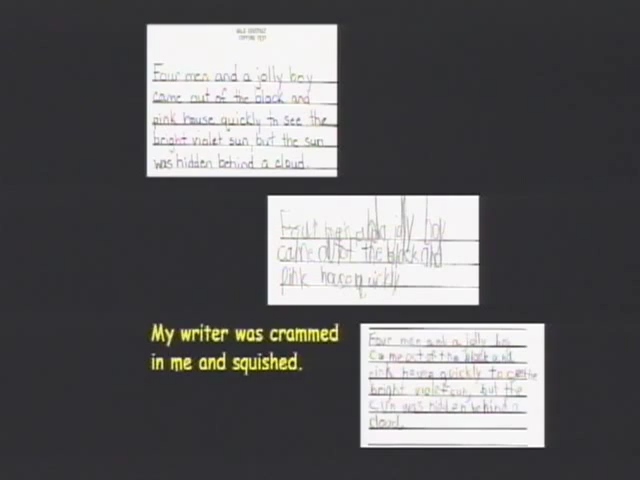 Four men and a jolly boy
came out of the black and
pink house quickly to see the
bright violet sun, but the sun
was hidden behind a cloud.
jolly boy
came out of the black and
pink house quickly
My writer was crammed
in me and squished.
Four men and a jolly
came out of the black and
pink house quickly to the
bright violet sun, but the
sun was hidden behind a
cloud.